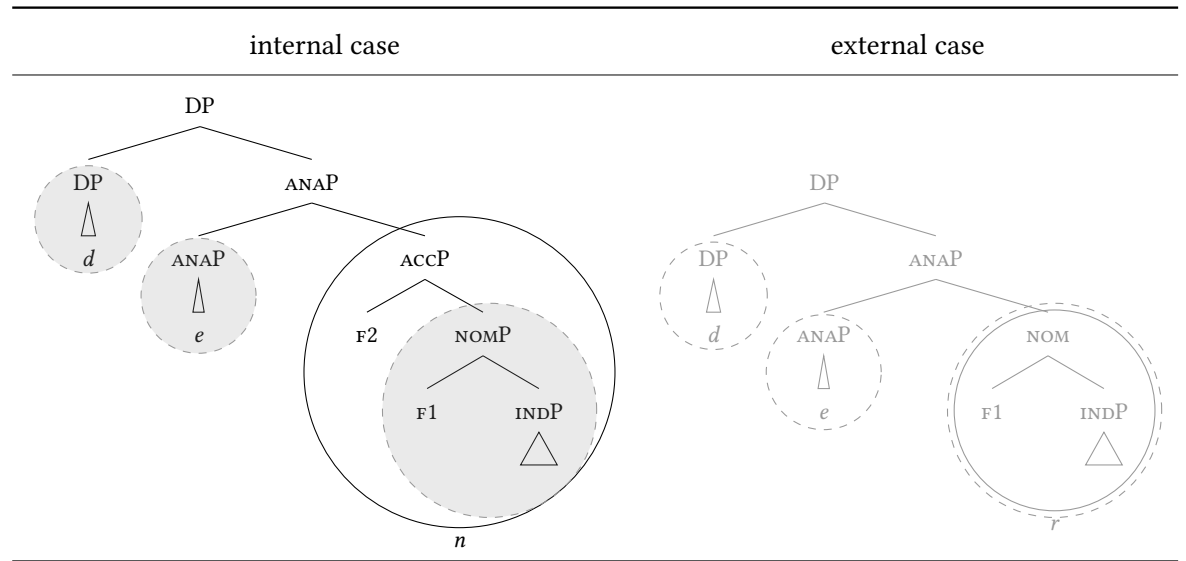 internal case external case
DP
DP ANAP DP
d ANAP ACCP DP ANAP
e F2 NOMP d ANAP NOM
F1 INDP e F1 INDP
n r